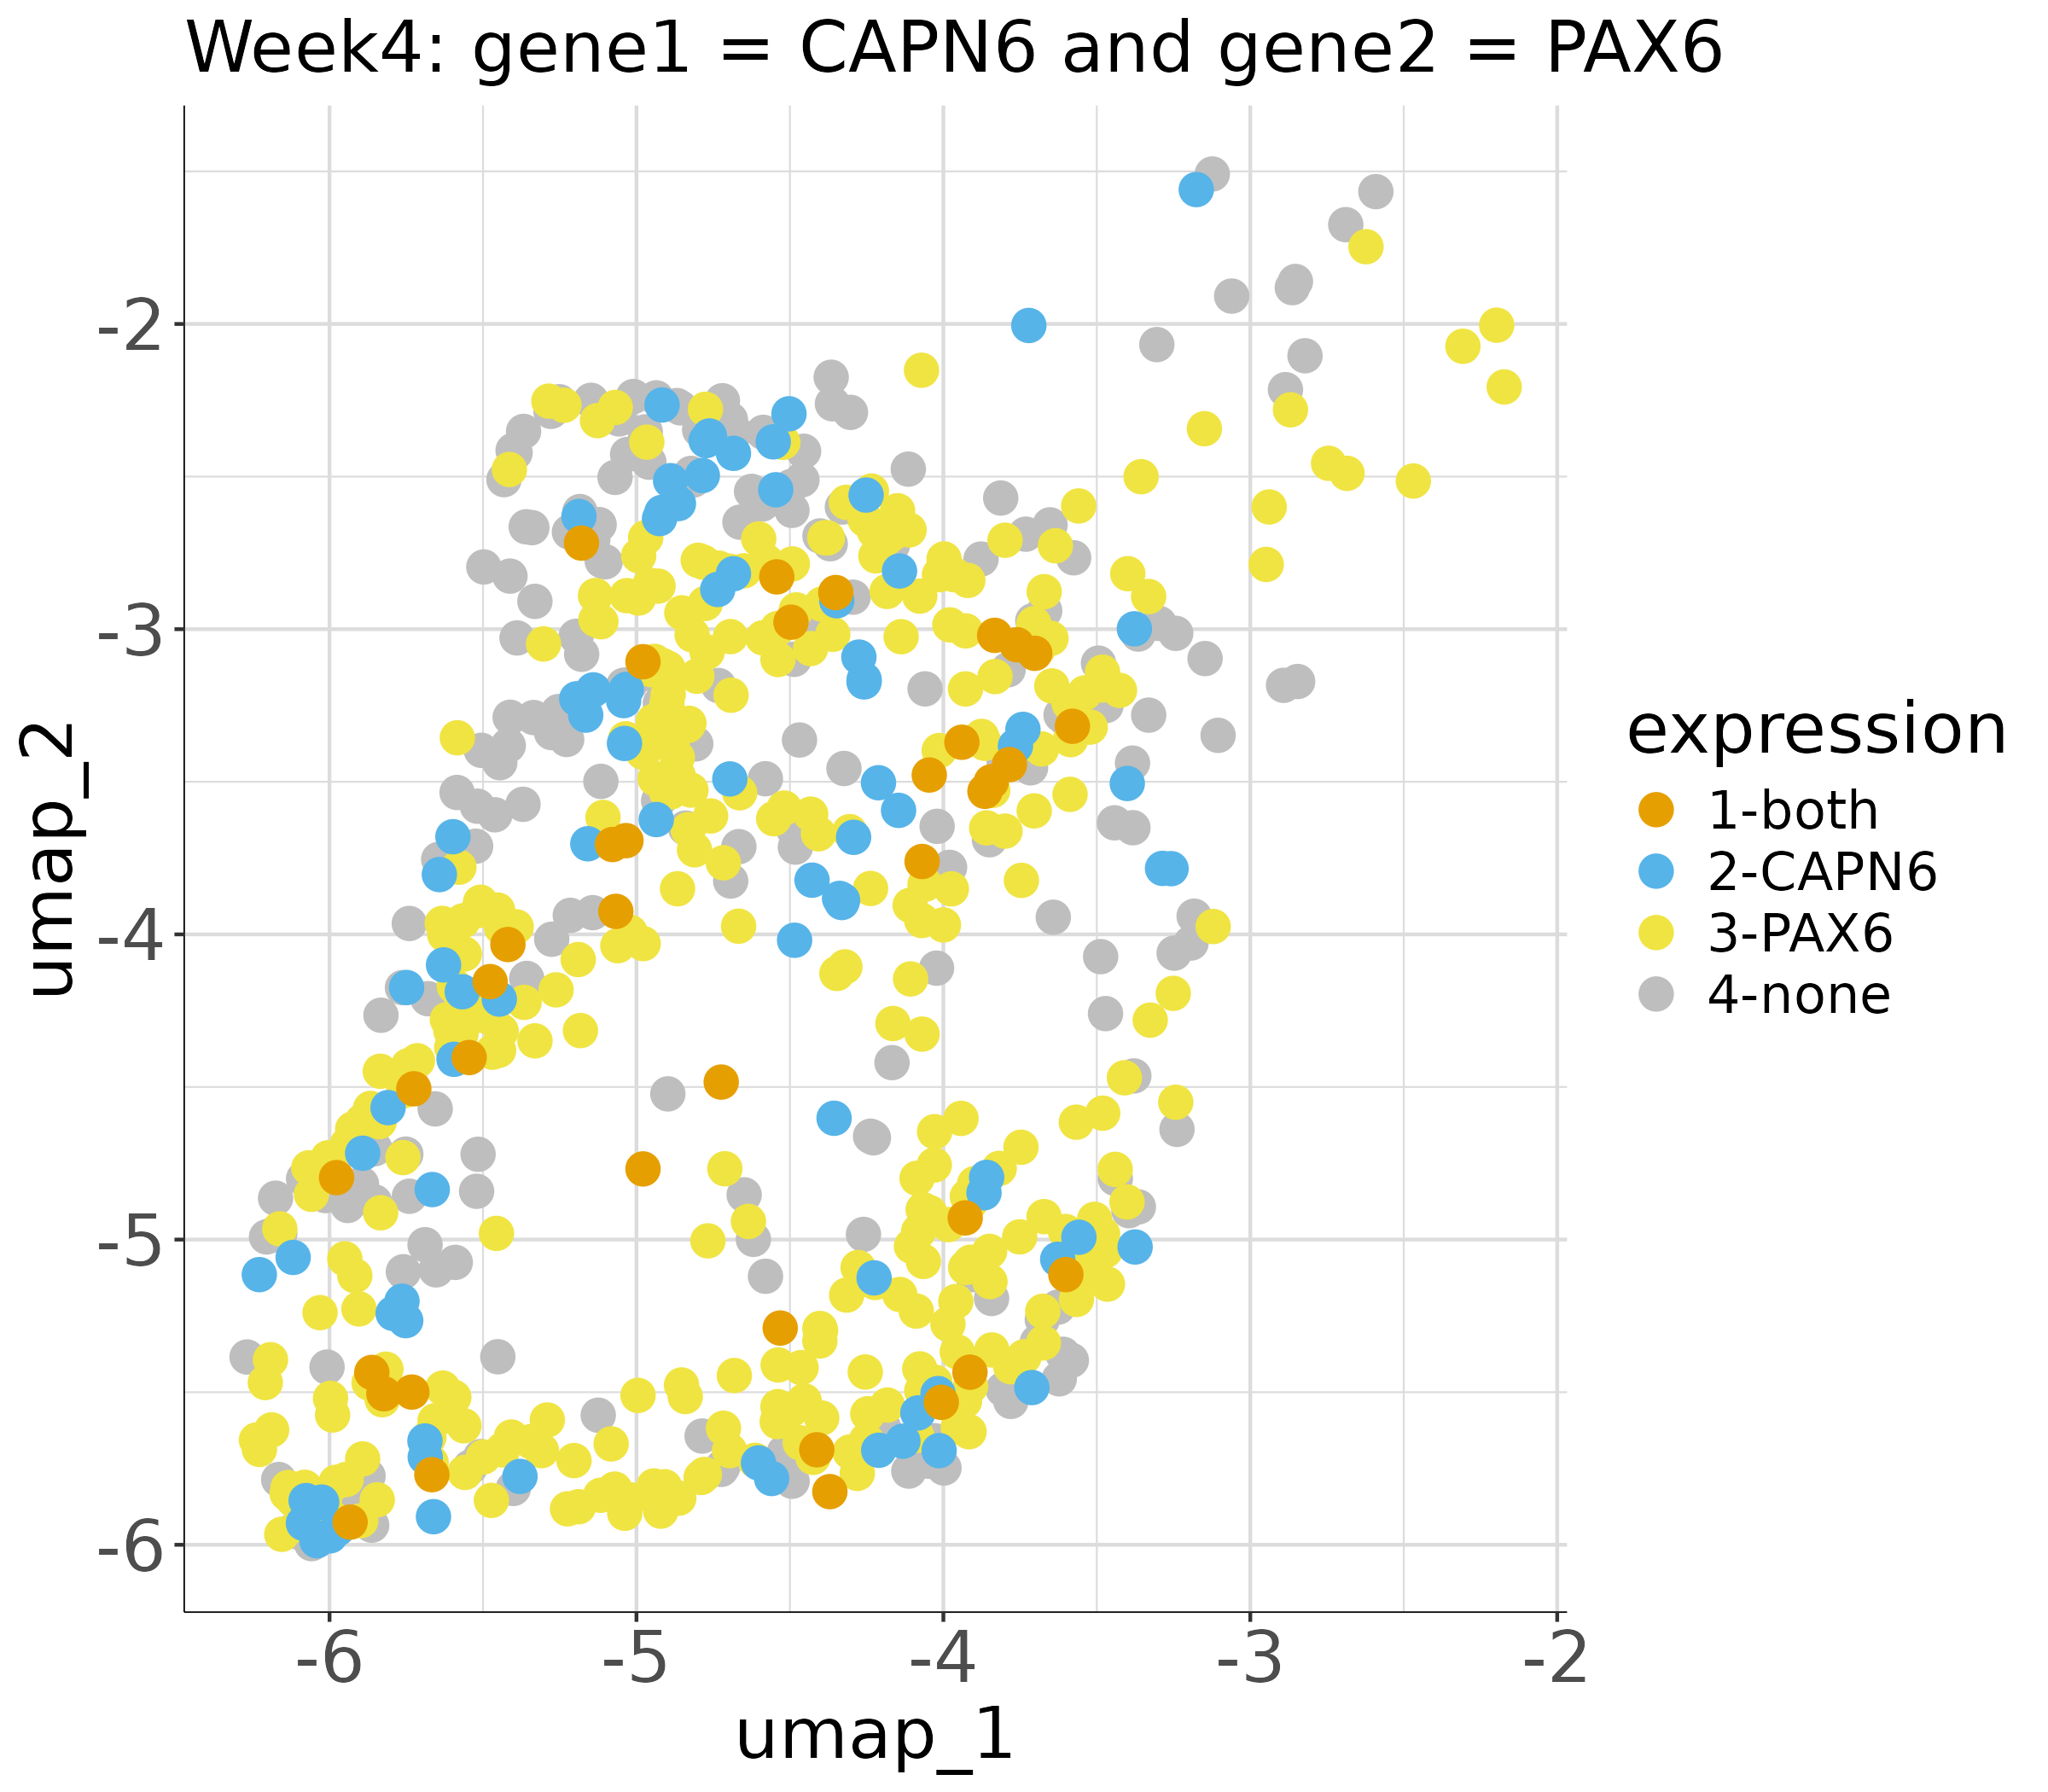 Week4: gene1 = CAPN6 and gene2 = PAX6
umap_2
-2
-3
-4
-5
-6
-6 -5 -4 -3 -2
umap_1
expression
1-both
2-CAPN6
3-PAX6
4-none